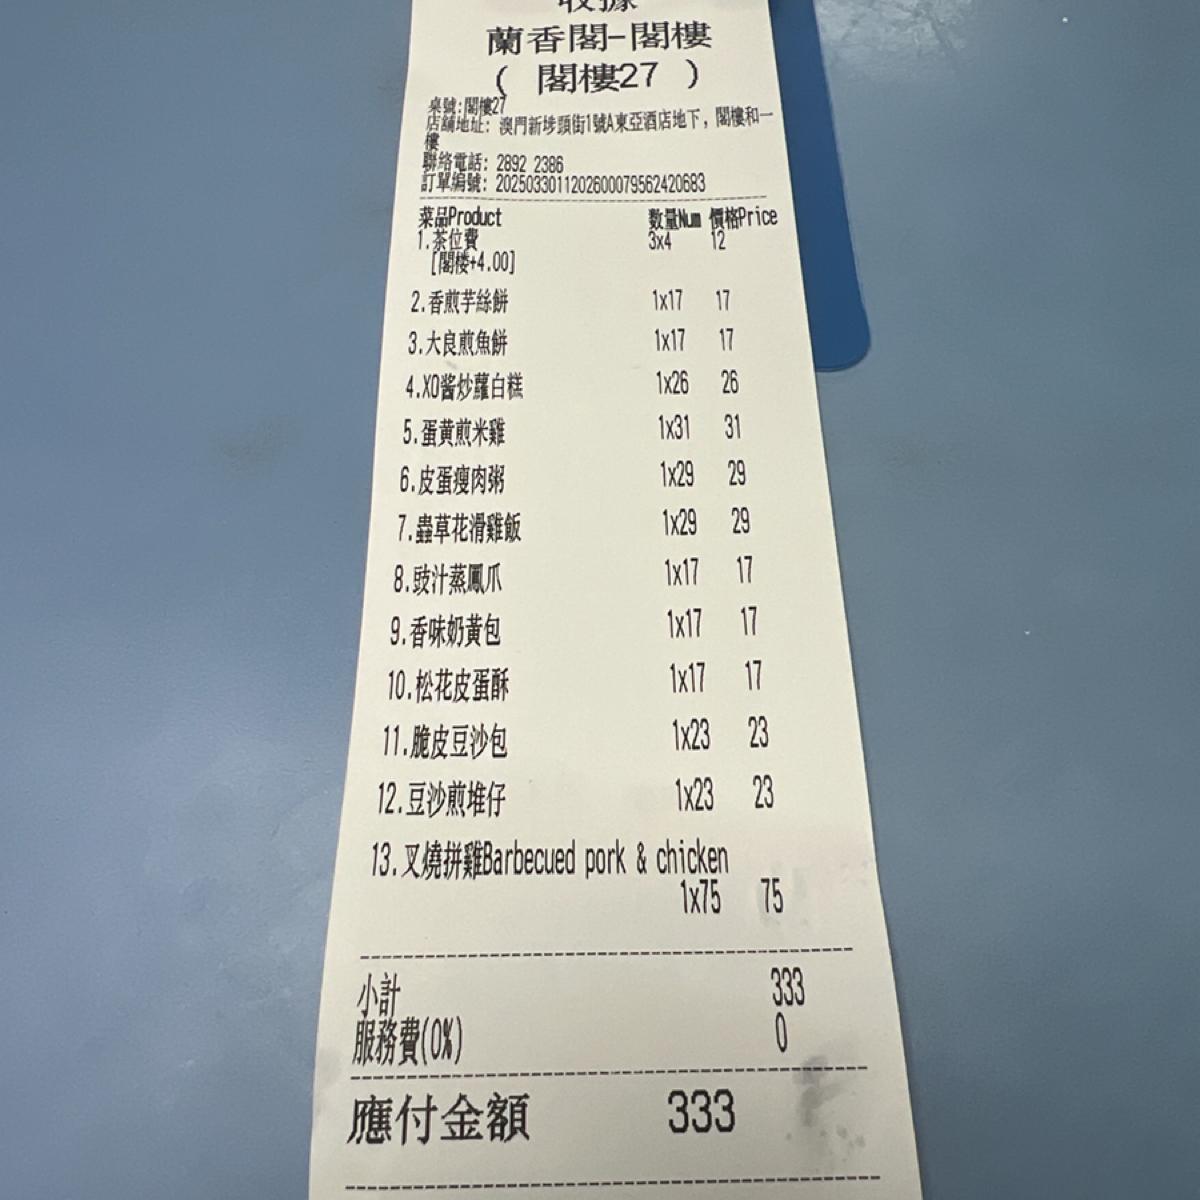 收據
蘭香閣-閣樓
( 閣樓27 )
桌號:閣樓27
店鋪地址: 澳門新埗頭街1號A東亞酒店地下, 閣樓和一
樓
聯絡電話: 2892 2386
訂單編號: 2025033011202600079562420683
菜品Product 数量Num 價格Price
1.茶位費 3x4 12
[閣楼+4.00]
2.香煎芋絲餅 1x17 17
3.大良煎魚餅 1x17 17
4.XO酱炒蘿白糕 1x26 26
5.蛋黄煎米雞 1x31 31
6.皮蛋瘦肉粥 1x29 29
7.蟲草花滑雞飯 1x29 29
8.豉汁蒸鳳爪 1x17 17
9.香味奶黃包 1x17 17
10.松花皮蛋酥 1x17 17
11.脆皮豆沙包 1x23 23
12.豆沙煎堆仔 1x23 23
13.叉燒拼雞Barbecued pork & chicken
1x75 75
小計 333
服務費(0%) 0
應付金額 333